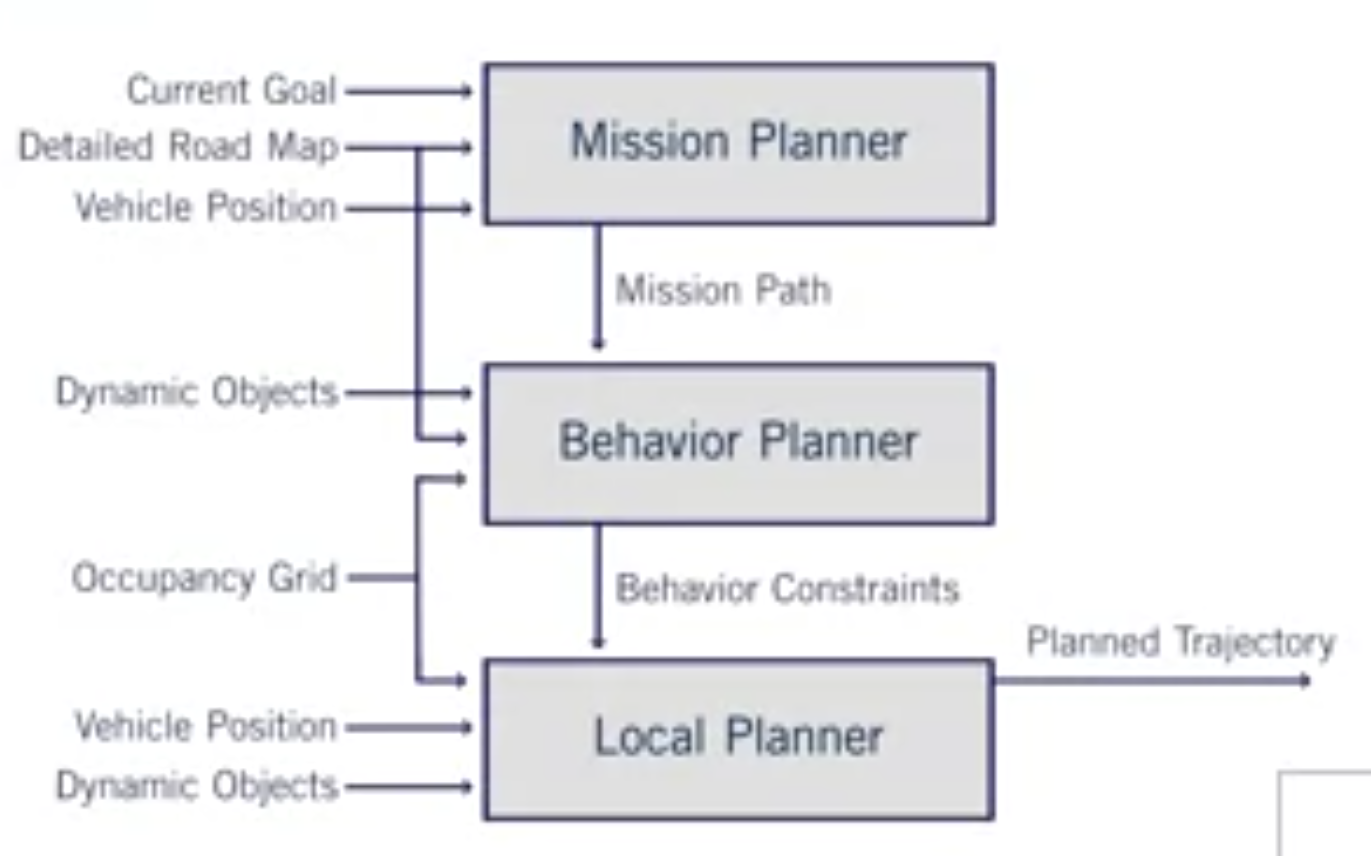 Current Goal
Detailed Road Map
Vehicle Position
Mission Planner
Mission Path
Dynamic Objects
Behavior Planner
Occupancy Grid
Behavior Constraints
Planned Trajectory
Vehicle Position
Dynamic Objects
Local Planner